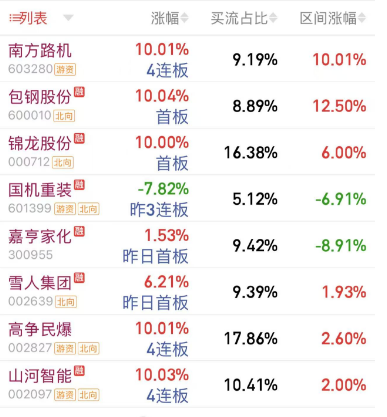 列表 涨幅 买流占比 区间涨幅
南方路机 10.01% 9.19% 10.01%
603280 游资 4连板
包钢股份 融 10.04% 8.89% 12.50%
600010 北向 首板
锦龙股份 融 10.00% 16.38% 6.00%
000712 北向 首板
国机重装 融 -7.82% 5.12% -6.91%
601399 游资 北向 昨3连板
嘉亨家化 融 1.53% 9.42% -8.91%
300955 昨日首板
雪人集团 融 6.21% 9.39% 1.93%
002639 北向 昨日首板
高争民爆 10.01% 17.86% 2.60%
002827 游资 北向 4连板
山河智能 融 10.03% 10.41% 2.00%
002097 游资 北向 4连板